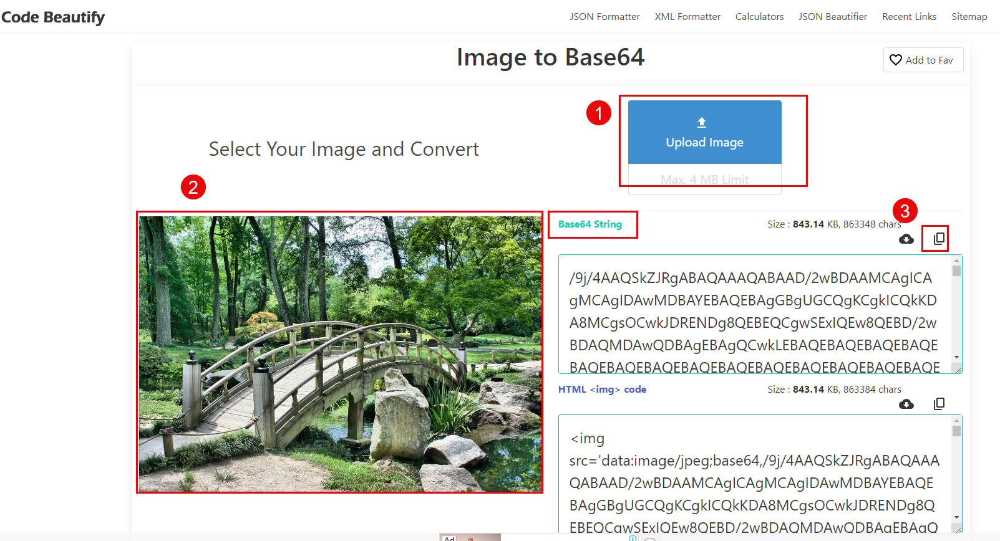 Code Beautify
JSON Formatter
XML Formatter
Calculators
JSON Beautifier
Recent Links
Sitemap
Image to Base64
Add to Fav
1
Upload Image
Max. 4 MB Limit
Select Your Image and Convert
2
3
Base64 String
Size : 843.14 KB, 863348 chars
/9j/4AAQSkZJRgABAQAAAQABAAD/2wBDAAMCAgICA
gMCAgIDAwMDBAYEBAQEBAgGBgUGCQgKCgkICQkKD
A8MCgsOCwkJDRENDg8QEBEQCgwSExIQEw8QEBD/2w
BDAQMDAwQDBAgEBAgQCwkLEBAQEBAQEBAQEBAQE
BAQEBAQEBAQEBAQEBAQEBAQEBAQEBAQEBAQE
HTML <img> code
Size : 843.14 KB, 863384 chars
<img
src='data:image/jpeg;base64,/9j/4AAQSkZJRgABAQAAA
QABAAD/2wBDAAMCAgICAgMCAgIDAwMDBAYEBAQE
BAgGBgUGCQgKCgkICQkKDA8MCgsOCwkJDRENDg8Q
EBEQCgwSExIQEw8QEBD/2wBDAQMDAwQDBAgEBAgQ
Ad